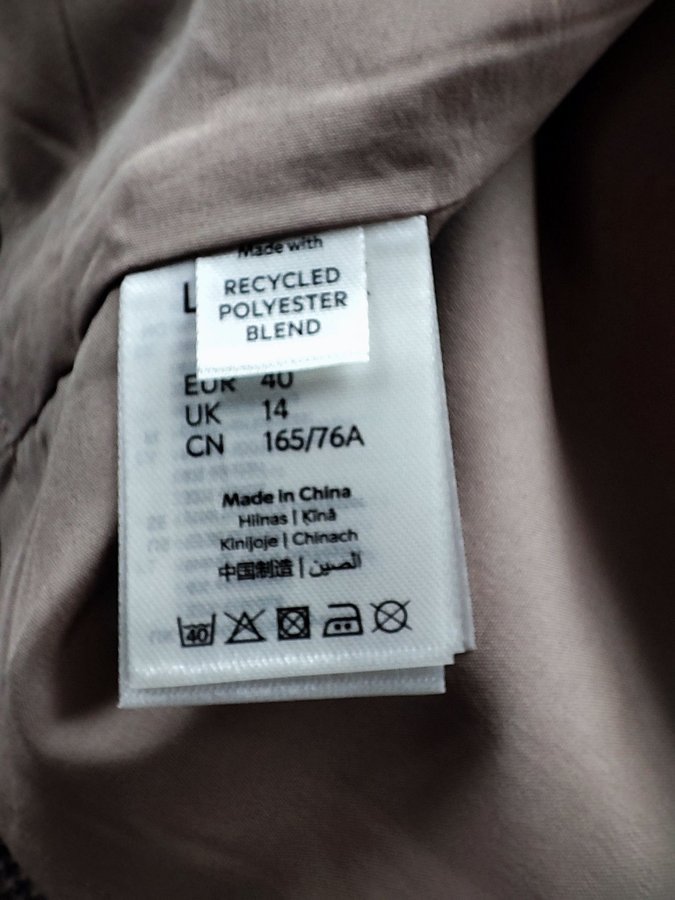 Made with
RECYCLED
POLYESTER
BLEND
L
EUR 40
UK 14
CN 165/76A
Made in China
Hiinas | Ķīnā
Kinijoje | Chinach
中国制造 | الصين
40